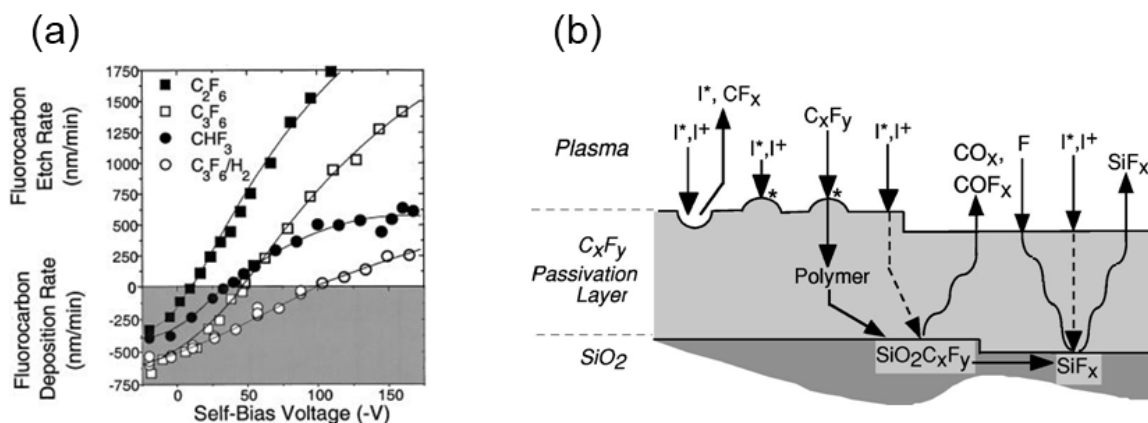 (a)
(b)
Fluorocarbon
Etch Rate
(nm/min)
Fluorocarbon
Deposition Rate
(nm/min)
1750
1500
1250
1000
750
500
250
0
-250
-500
-750
C2F6
C3F6
CHF3
C3F6/H2
0 50 100 150
Self-Bias Voltage (-V)
I*, CFx
I*,I+
I*,I+
CxFy
I*,I+
COx,
COFx
F
I*,I+
SiFx
Plasma
*
*
CxFy
Passivation
Layer
Polymer
SiO2
SiO2CxFy
SiFx